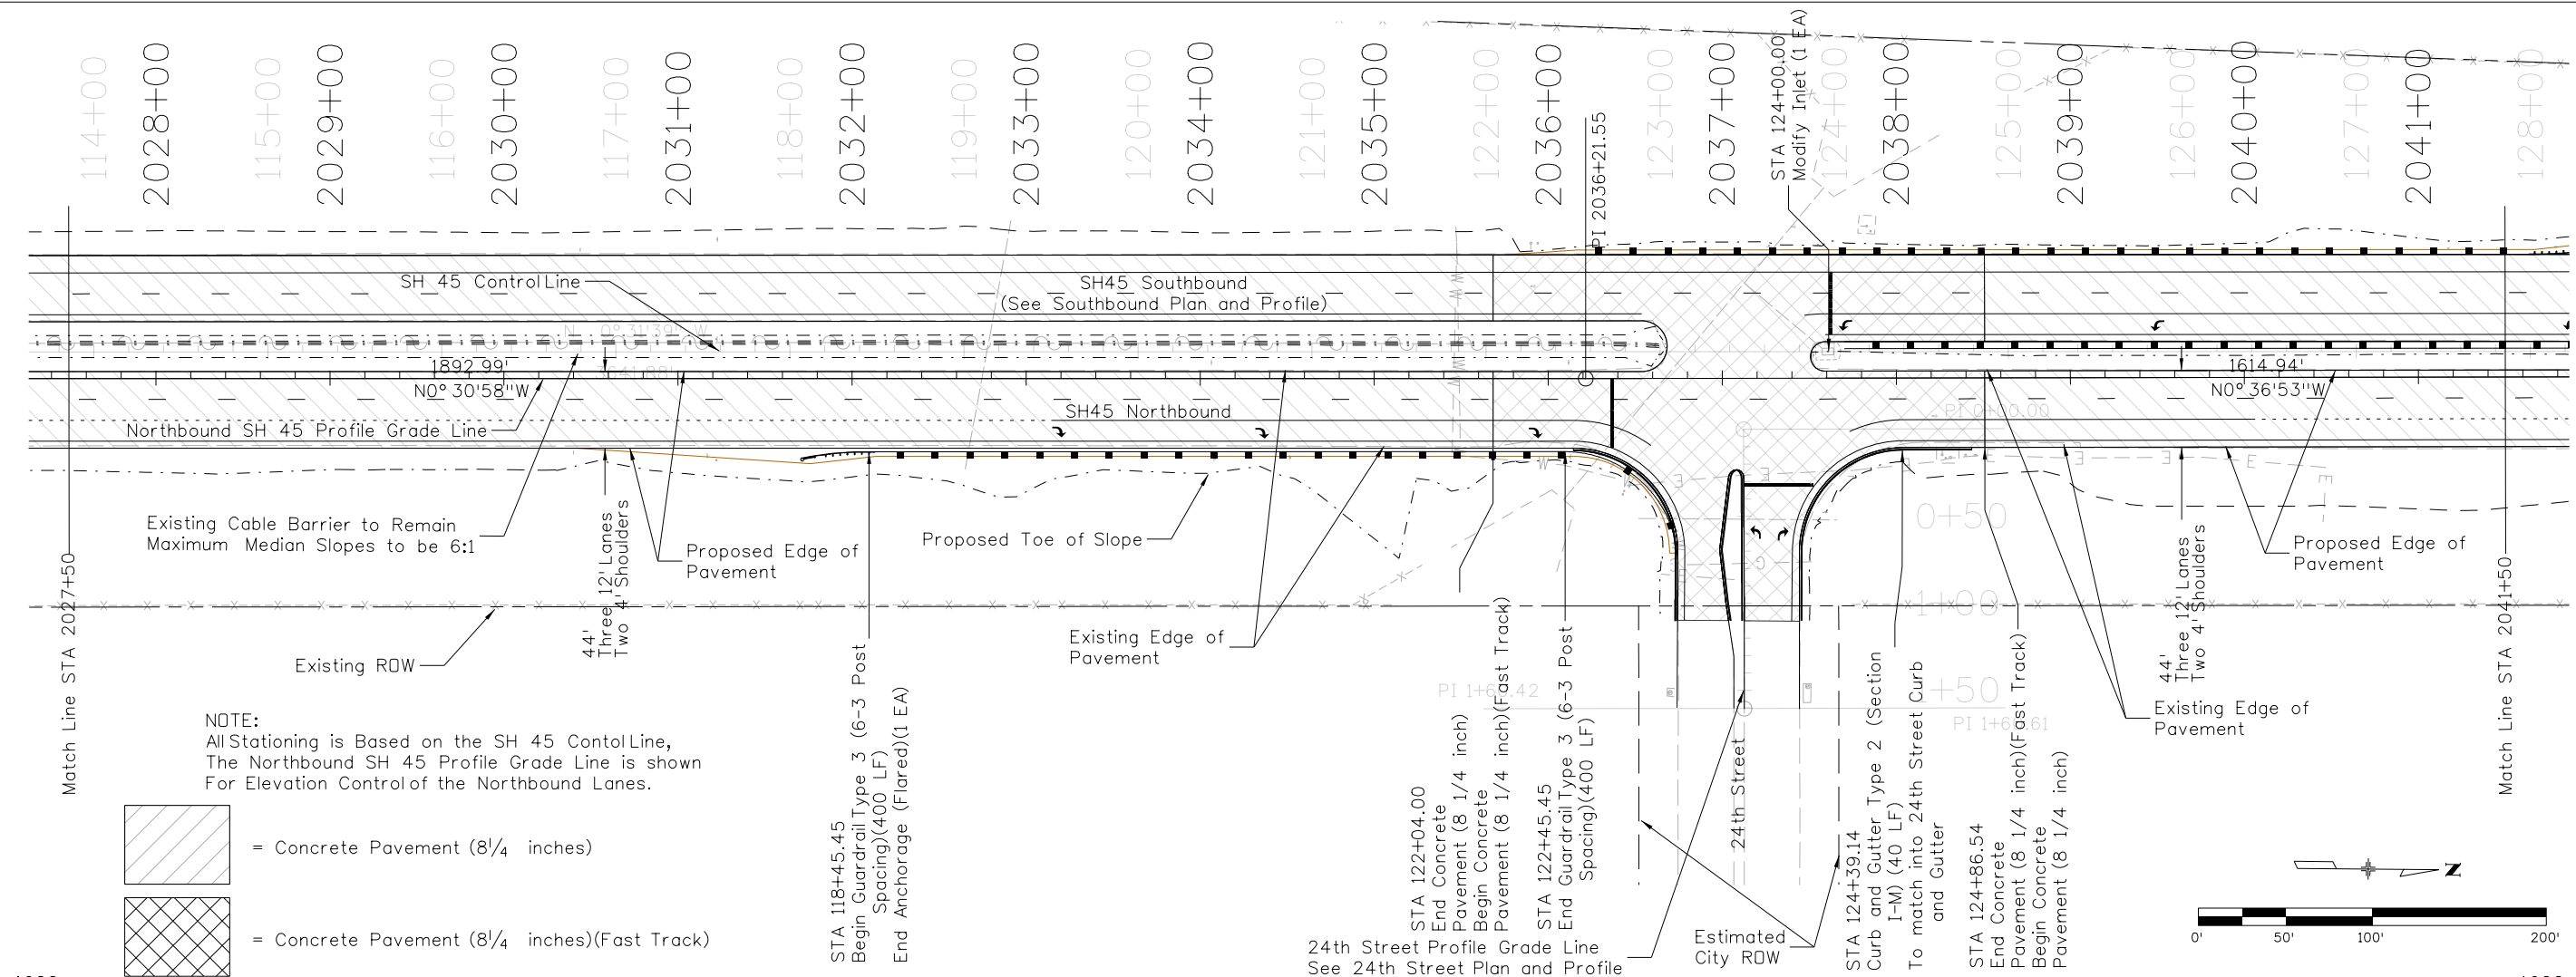 114+00
2028+00
115+00
2029+00
116+00
2030+00
117+00
2031+00
118+00
2032+00
119+00
2033+00
120+00
2034+00
121+00
2035+00
122+00
2036+00
123+00
2037+00
124+00
2038+00
125+00
2039+00
126+00
2040+00
127+00
2041+00
128+00
PI 2036+21.55
STA 124+00.00
Modify Inlet (1 EA)
SH 45 Control Line
SH45 Southbound
(See Southbound Plan and Profile)
N 0°31'39" W
1892.99'
N0°30'58"W
1614.94'
N0°36'53"W
SH45 Northbound
Northbound SH 45 Profile Grade Line
PI 0+00.00
Existing Cable Barrier to Remain
Maximum Median Slopes to be 6:1
Match Line STA 2027+50
44'
Three 12' Lanes
Two 4' Shoulders
Proposed Edge of
Pavement
Proposed Toe of Slope
0+50
1+00
1+50
Existing ROW
Existing Edge of
Pavement
44'
Three 12' Lanes
Two 4' Shoulders
Proposed Edge of
Pavement
Existing Edge of
Pavement
Match Line STA 2041+50
NOTE:
All Stationing is Based on the SH 45 Contol Line,
The Northbound SH 45 Profile Grade Line is shown
For Elevation Control of the Northbound Lanes.
= Concrete Pavement (8¼ inches)
= Concrete Pavement (8¼ inches)(Fast Track)
STA 118+45.45
Begin Guardrail Type 3 (6-3 Post
Spacing)(400 LF)
End Anchorage (Flared)(1 EA)
STA 122+04.00
End Concrete
Pavement (8 1/4 inch)
Begin Concrete
Pavement (8 1/4 inch)(Fast Track)
STA 122+45.45
End Guardrail Type 3 (6-3 Post
Spacing)(400 LF)
24th Street Profile Grade Line
See 24th Street Plan and Profile
Estimated
City ROW
24th Street
STA 124+39.14
Curb and Gutter Type 2 (Section
I-M) (40 LF)
To match into 24th Street Curb
and Gutter
STA 124+86.54
End Concrete
Pavement (8 1/4 inch)(Fast Track)
Begin Concrete
Pavement (8 1/4 inch)
N
0'
50'
100'
200'